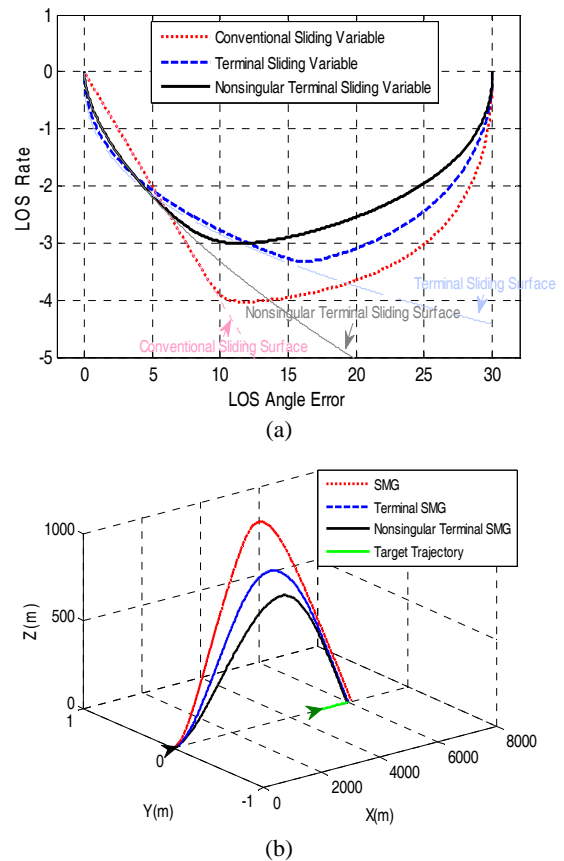 Conventional Sliding Variable
Terminal Sliding Variable
Nonsingular Terminal Sliding Variable
1
0
-1
-2
-3
-4
-5
LOS Rate
Terminal Sliding Surface
Nonsingular Terminal Sliding Surface
Conventional Sliding Surface
0
5
10
15
20
25
30
LOS Angle Error
(a)
SMG
Terminal SMG
Nonsingular Terminal SMG
Target Trajectory
1000
500
0
Z(m)
1
0
-1
Y(m)
0
2000
4000
6000
8000
X(m)
(b)